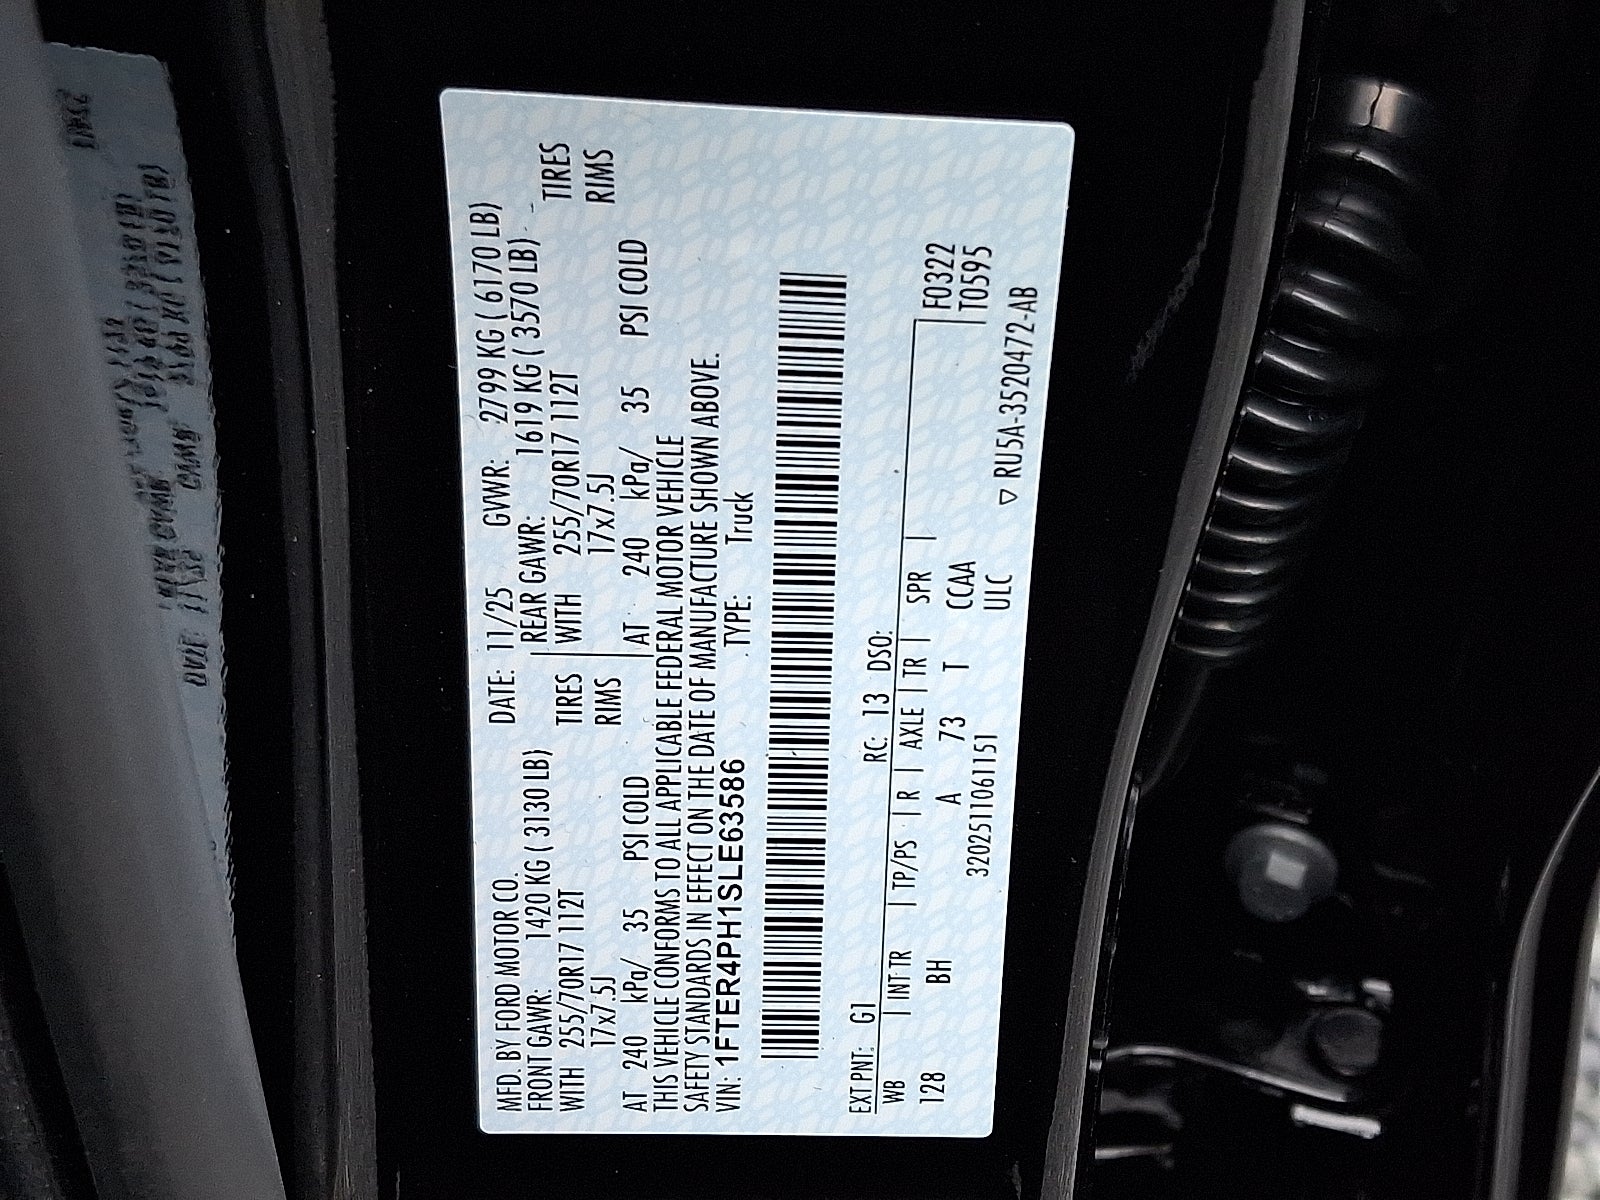 MFD. BY FORD MOTOR CO. DATE: 11/25 GVWR: 2799 KG ( 6170 LB)
FRONT GAWR: 1420 KG ( 3130 LB) REAR GAWR: 1619 KG ( 3570 LB)
WITH 255/70R17 112T TIRES WITH 255/70R17 112T TIRES
17x7.5J RIMS 17x7.5J RIMS
AT 240 kPa/ 35 PSI COLD AT 240 kPa/ 35 PSI COLD
THIS VEHICLE CONFORMS TO ALL APPLICABLE FEDERAL MOTOR VEHICLE
SAFETY STANDARDS IN EFFECT ON THE DATE OF MANUFACTURE SHOWN ABOVE.
VIN: 1FTER4PH1SLE63586 TYPE: Truck
EXT PNT: G1 RC: 13 DSO:
WB INT TR TP/PS R AXLE TR SPR F0322
128 BH A 73 T CCAA T0595
3202511061151 ULC ▽ RU5A-3520472-AB